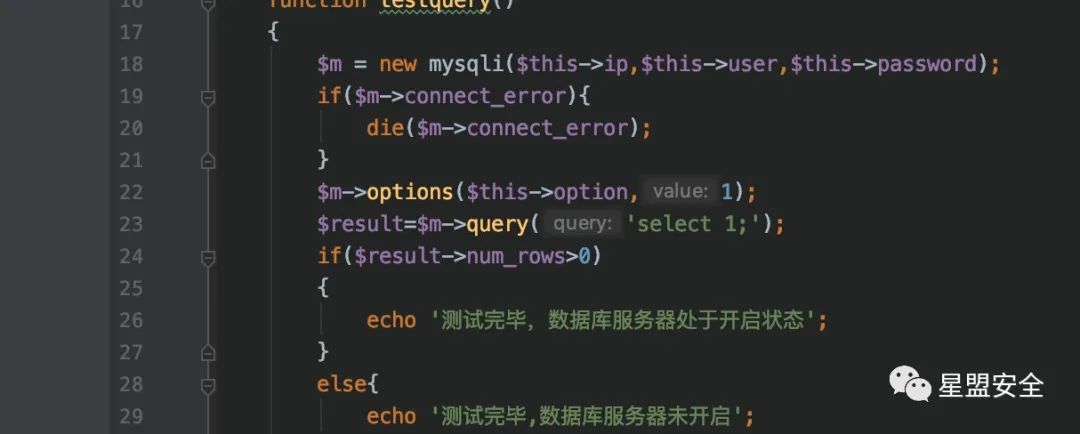 16 function testquery()
17 {
18 $m = new mysqli($this->ip,$this->user,$this->password);
19 if($m->connect_error){
20 die($m->connect_error);
21 }
22 $m->options($this->option, value: 1);
23 $result=$m->query( query: 'select 1;');
24 if($result->num_rows>0)
25 {
26 echo '测试完毕，数据库服务器处于开启状态';
27 }
28 else{
29 echo '测试完毕,数据库服务器未开启';
星盟安全